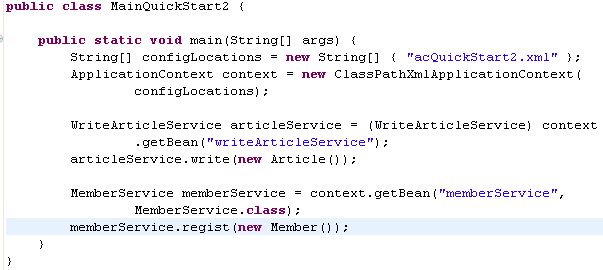 public class MainQuickStart2 {
public static void main(String[] args) {
String[] configLocations = new String[] { "acQuickStart2.xml" };
ApplicationContext context = new ClassPathXmlApplicationContext(
configLocations);
WriteArticleService articleService = (WriteArticleService) context
.getBean("writeArticleService");
articleService.write(new Article());
MemberService memberService = context.getBean("memberService",
MemberService.class);
memberService.regist(new Member());
}
}